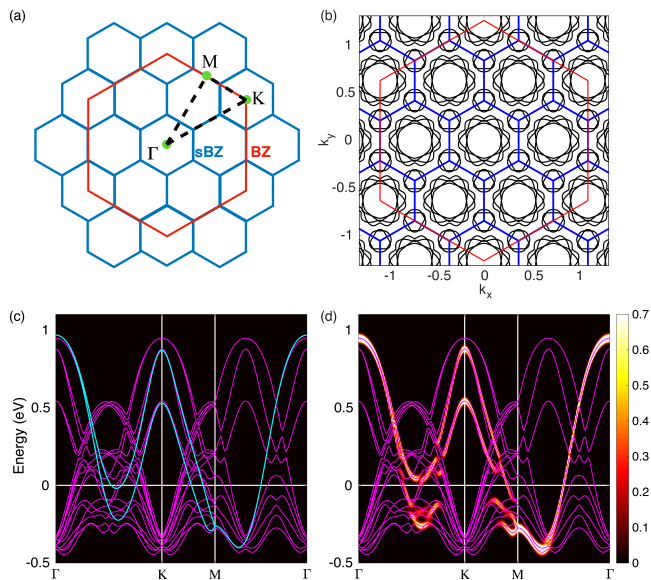 (a)
M
K
Γ
sBZ
BZ
(b)
1
0.5
0
-0.5
-1
k_y
-1
-0.5
0
0.5
1
k_x
(c)
1
0.5
0
-0.5
Energy (eV)
Γ
K
M
Γ
(d)
Γ
K
M
Γ
0.7
0.6
0.5
0.4
0.3
0.2
0.1
0